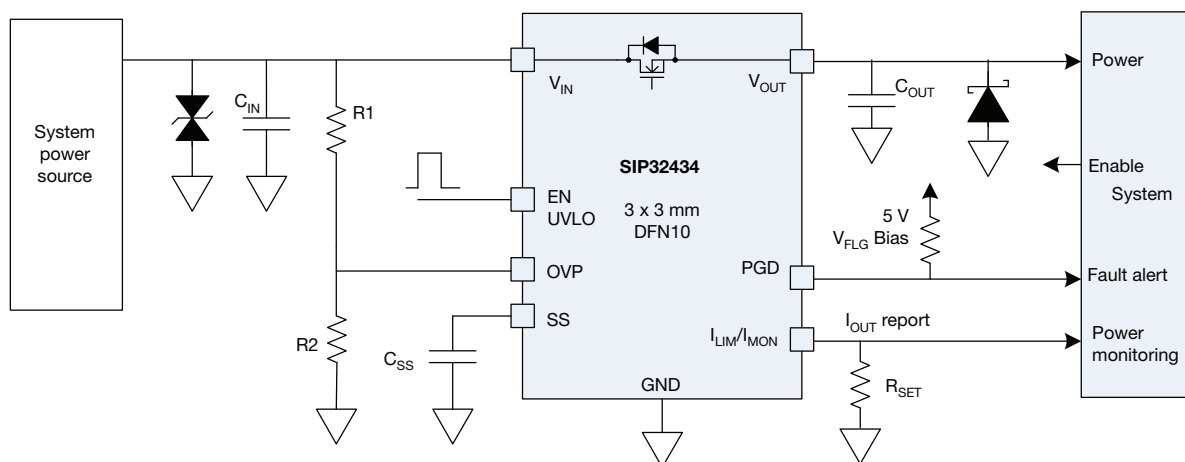 System
power
source
C_IN
R1
R2
C_SS
V_IN
V_OUT
SIP32434
3 x 3 mm
DFN10
EN
UVLO
OVP
SS
PGD
I_LIM/I_MON
GND
C_OUT
5 V
V_FLG Bias
I_OUT report
R_SET
Power
Enable
System
Fault alert
Power
monitoring